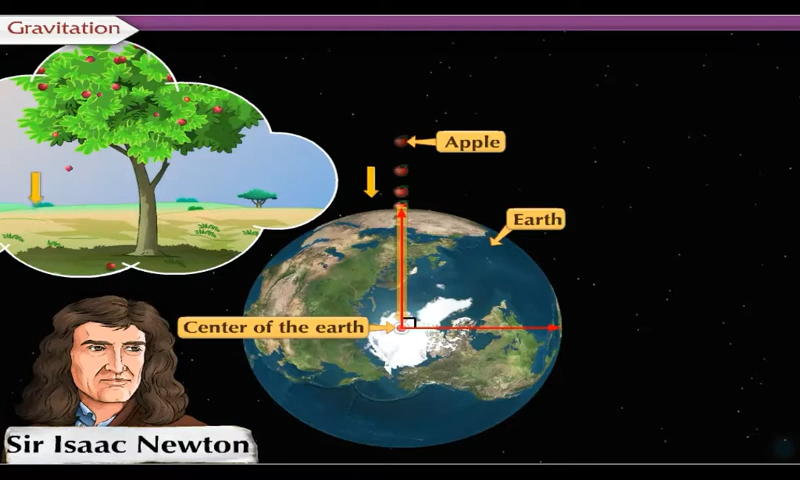 Gravitation
Apple
Earth
Center of the earth
Sir Isaac Newton